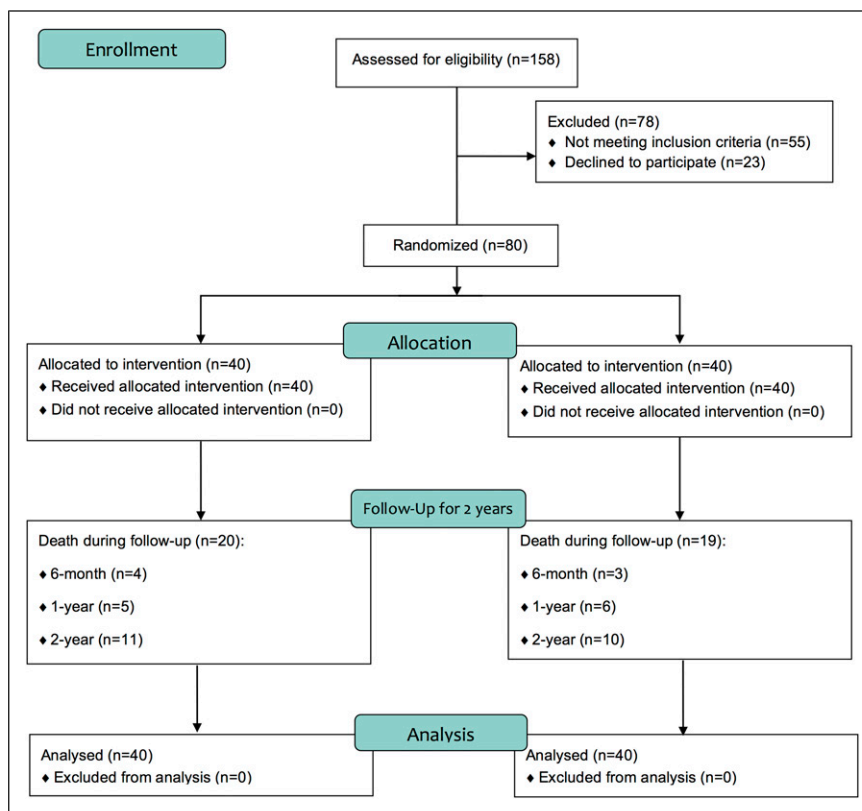 Enrollment
Assessed for eligibility (n=158)
Excluded (n=78)
♦ Not meeting inclusion criteria (n=55)
♦ Declined to participate (n=23)
Randomized (n=80)
Allocation
Allocated to intervention (n=40)
♦ Received allocated intervention (n=40)
♦ Did not receive allocated intervention (n=0)
Allocated to intervention (n=40)
♦ Received allocated intervention (n=40)
♦ Did not receive allocated intervention (n=0)
Follow-Up for 2 years
Death during follow-up (n=20):
♦ 6-month (n=4)
♦ 1-year (n=5)
♦ 2-year (n=11)
Death during follow-up (n=19):
♦ 6-month (n=3)
♦ 1-year (n=6)
♦ 2-year (n=10)
Analysis
Analysed (n=40)
♦ Excluded from analysis (n=0)
Analysed (n=40)
♦ Excluded from analysis (n=0)